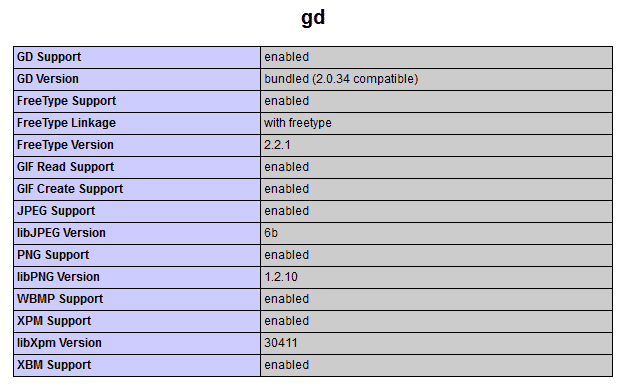 gd
GD Support enabled
GD Version bundled (2.0.34 compatible)
FreeType Support enabled
FreeType Linkage with freetype
FreeType Version 2.2.1
GIF Read Support enabled
GIF Create Support enabled
JPEG Support enabled
libJPEG Version 6b
PNG Support enabled
libPNG Version 1.2.10
WBMP Support enabled
XPM Support enabled
libXpm Version 30411
XBM Support enabled